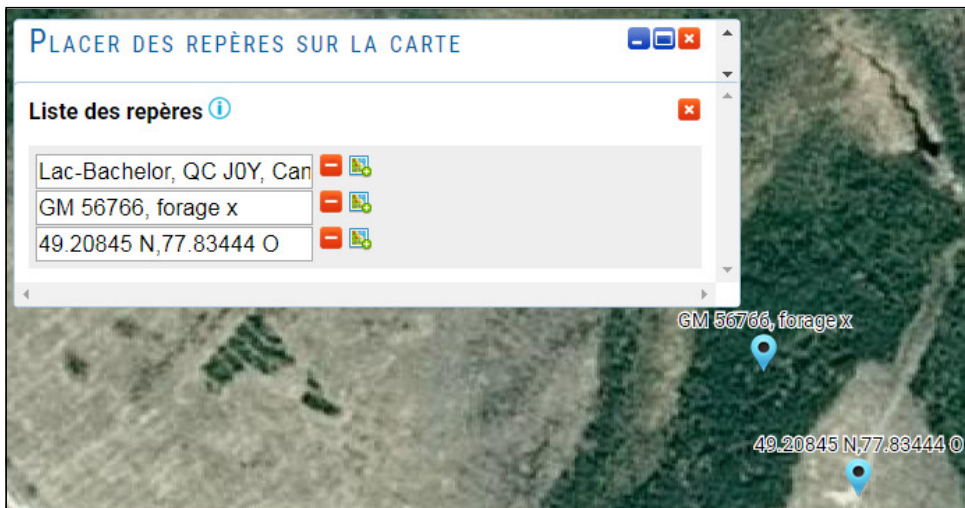 PLACER DES REPÈRES SUR LA CARTE
Liste des repères
Lac-Bachelor, QC J0Y, Can
GM 56766, forage x
49.20845 N,77.83444 O
GM 56766, forage x
49.20845 N,77.83444 O